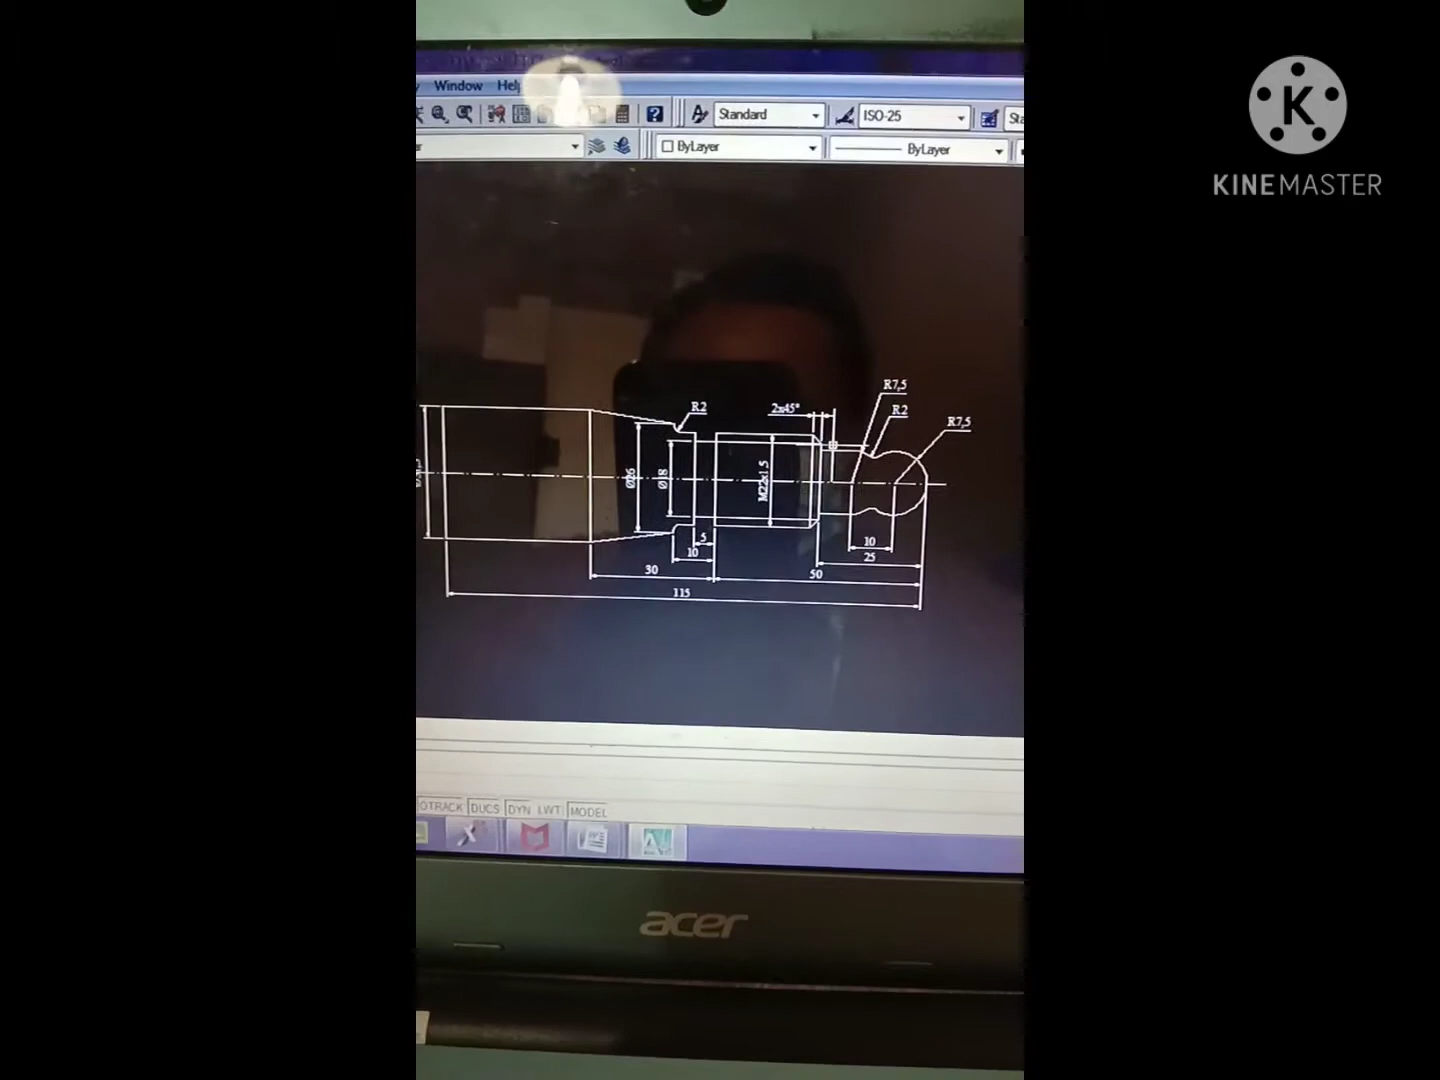 Window Help
Standard
ISO-25
ByLayer
ByLayer
K
KINEMASTER
R7,5
R2
2x45°
R2
R7,5
Ø26
Ø18
M22x1.5
5
10
10
25
30
50
115
OTRACK DUCS DYN LWT MODEL
acer